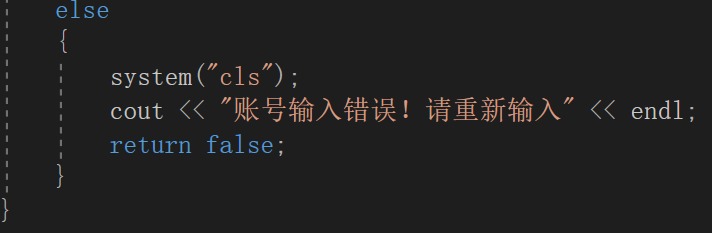 else
{
system("cls");
cout << "账号输入错误！请重新输入" << endl;
return false;
}
}